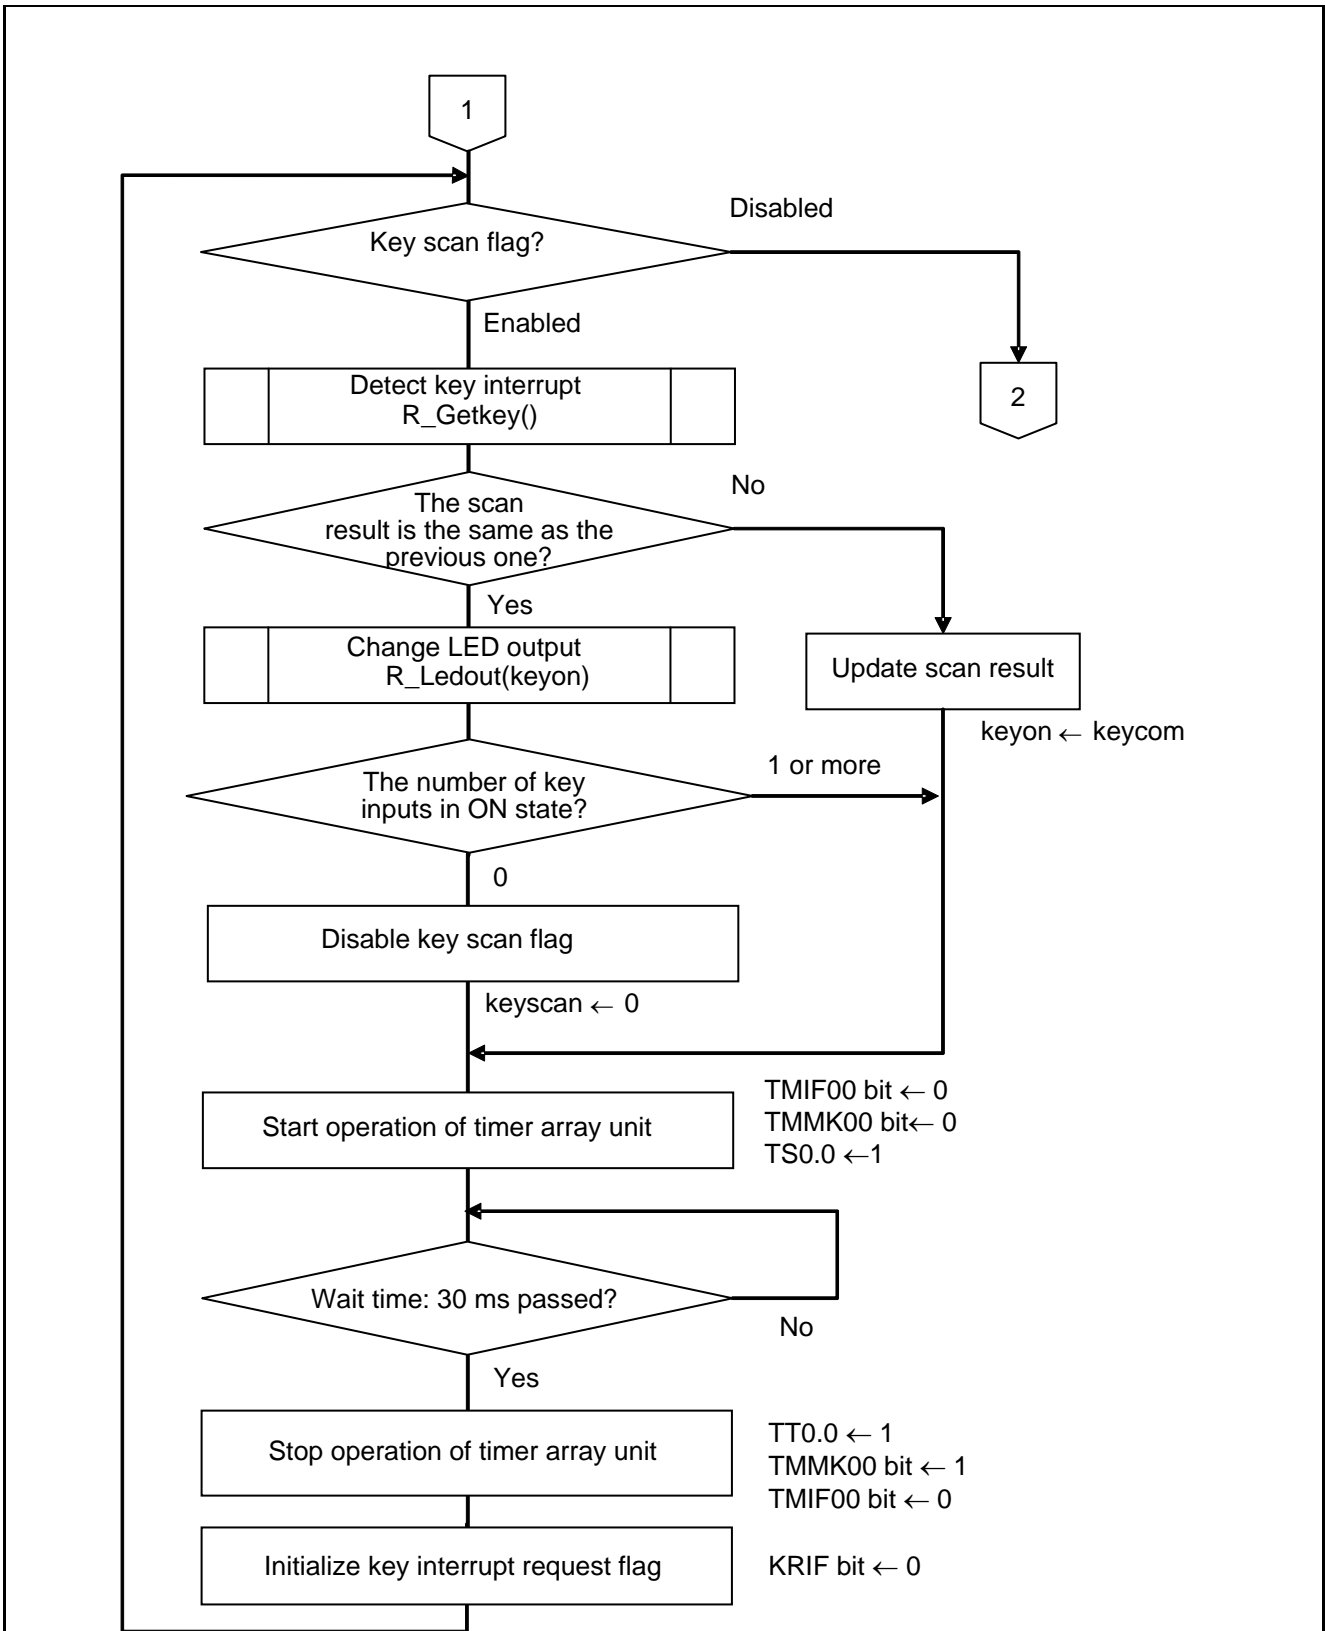 1
Disabled
Key scan flag?
Enabled
Detect key interrupt
R_Getkey()
2
No
The scan
result is the same as the
previous one?
Yes
Change LED output
R_Ledout(keyon)
Update scan result
keyon ← keycom
1 or more
The number of key
inputs in ON state?
0
Disable key scan flag
keyscan ← 0
Start operation of timer array unit
TMIF00 bit ← 0
TMMK00 bit← 0
TS0.0 ←1
Wait time: 30 ms passed?
No
Yes
Stop operation of timer array unit
TT0.0 ← 1
TMMK00 bit ← 1
TMIF00 bit ← 0
Initialize key interrupt request flag
KRIF bit ← 0